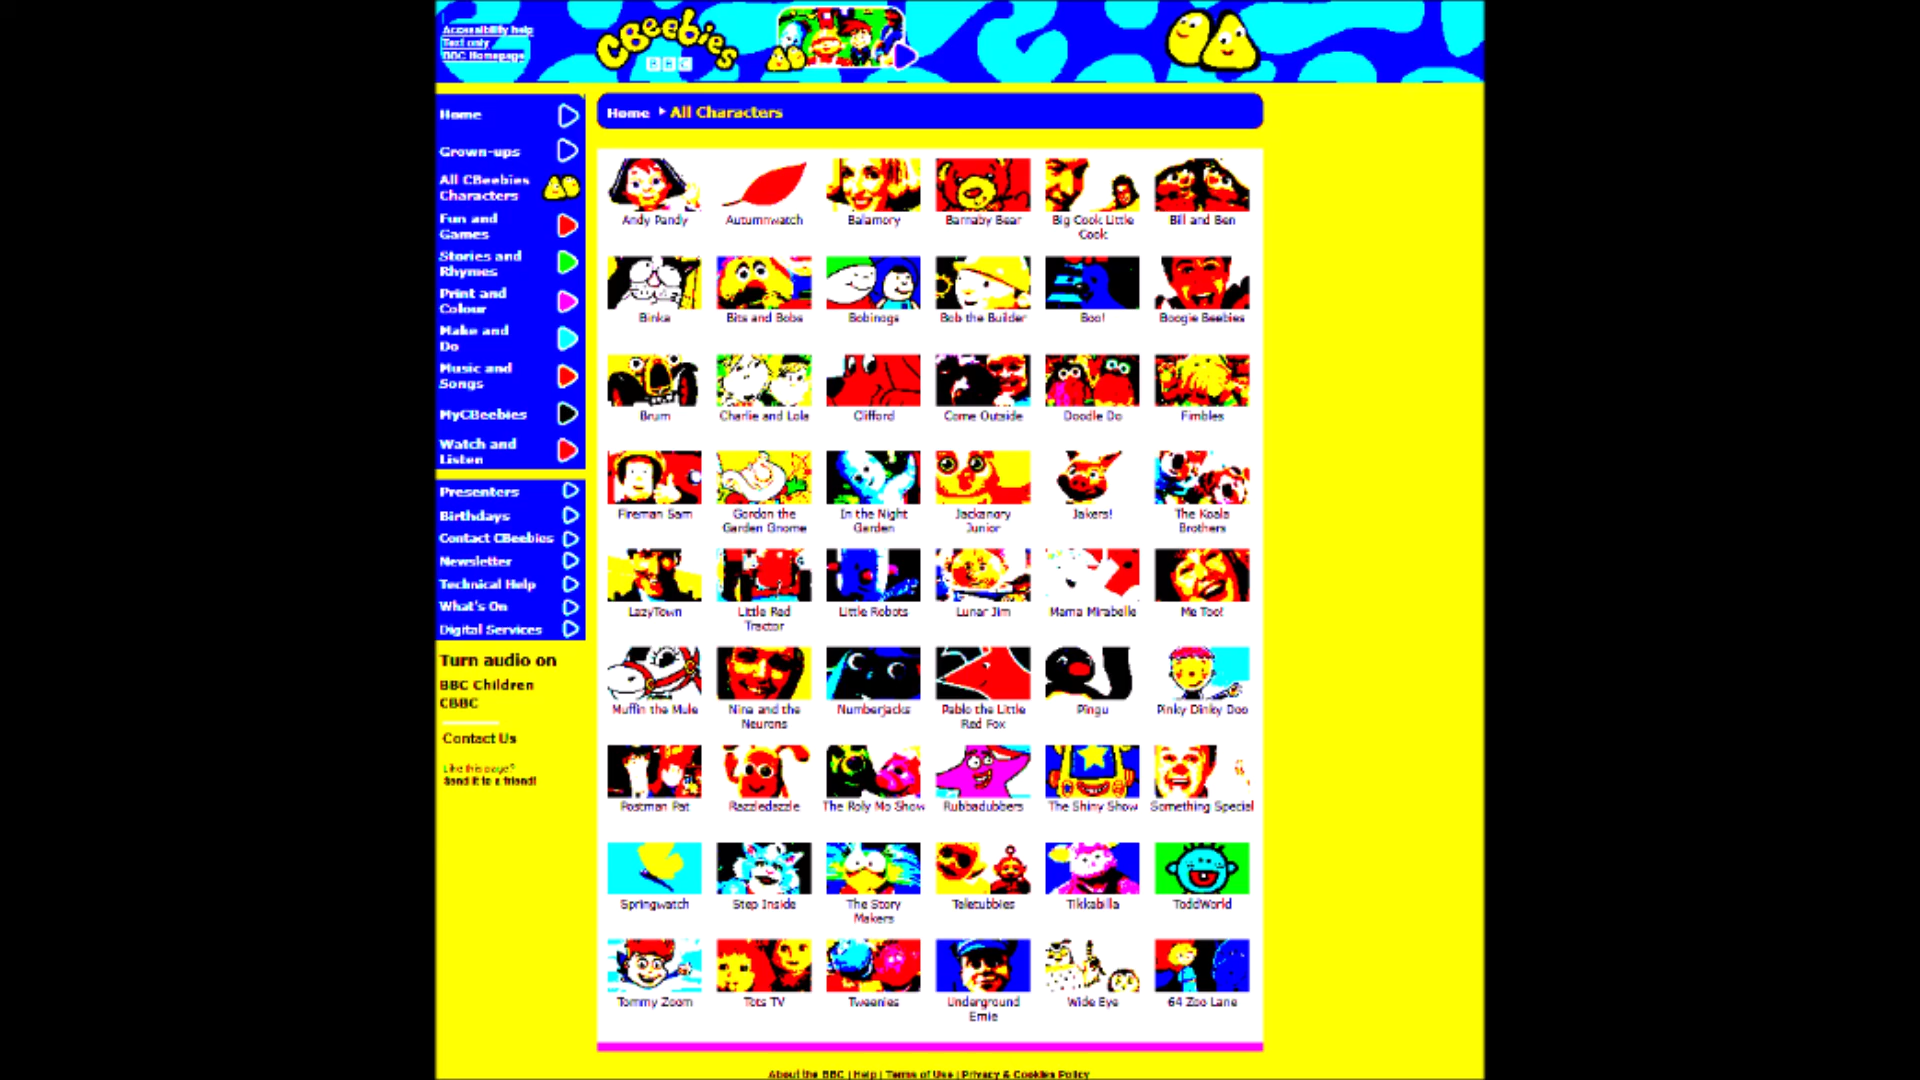 Accessibility help
Text only
BBC Homepage
CBeebies
BBC
Home
Grown-ups
All CBeebies
Characters
Fun and
Games
Stories and
Rhymes
Print and
Colour
Make and
Do
Music and
Songs
MyCBeebies
Watch and
Listen
Presenters
Birthdays
Contact CBeebies
Newsletter
Technical Help
What's On
Digital Services
Turn audio on
BBC Children
CBBC
Contact Us
Like this page?
Send it to a friend!
Home All Characters
Andy Pandy Autumnwatch Balamory Barnaby Bear Big Cook Little Bill and Ben
Cook
Binka Bits and Bobs Bobinogs Bob the Builder Boo! Boogie Beebies
Brum Charlie and Lola Clifford Come Outside Doodle Do Fimbles
Fireman Sam Gordon the In the Night Jackanory Jakers! The Koala
Garden Gnome Garden Junior Brothers
LazyTown Little Red Little Robots Lunar Jim Mama Mirabelle Me Too!
Tractor
Muffin the Mule Nina and the Numberjacks Pablo the Little Pingu Pinky Dinky Doo
Neurons Red Fox
Postman Pat Razzledazzle The Roly Mo Show Rubbadubbers The Shiny Show Something Special
Springwatch Step Inside The Story Teletubbies Tikkabilla ToddWorld
Makers
Tommy Zoom Tots TV Tweenies Underground Wide Eye 64 Zoo Lane
Ernie
About the BBC | Help | Terms of Use | Privacy & Cookies Policy